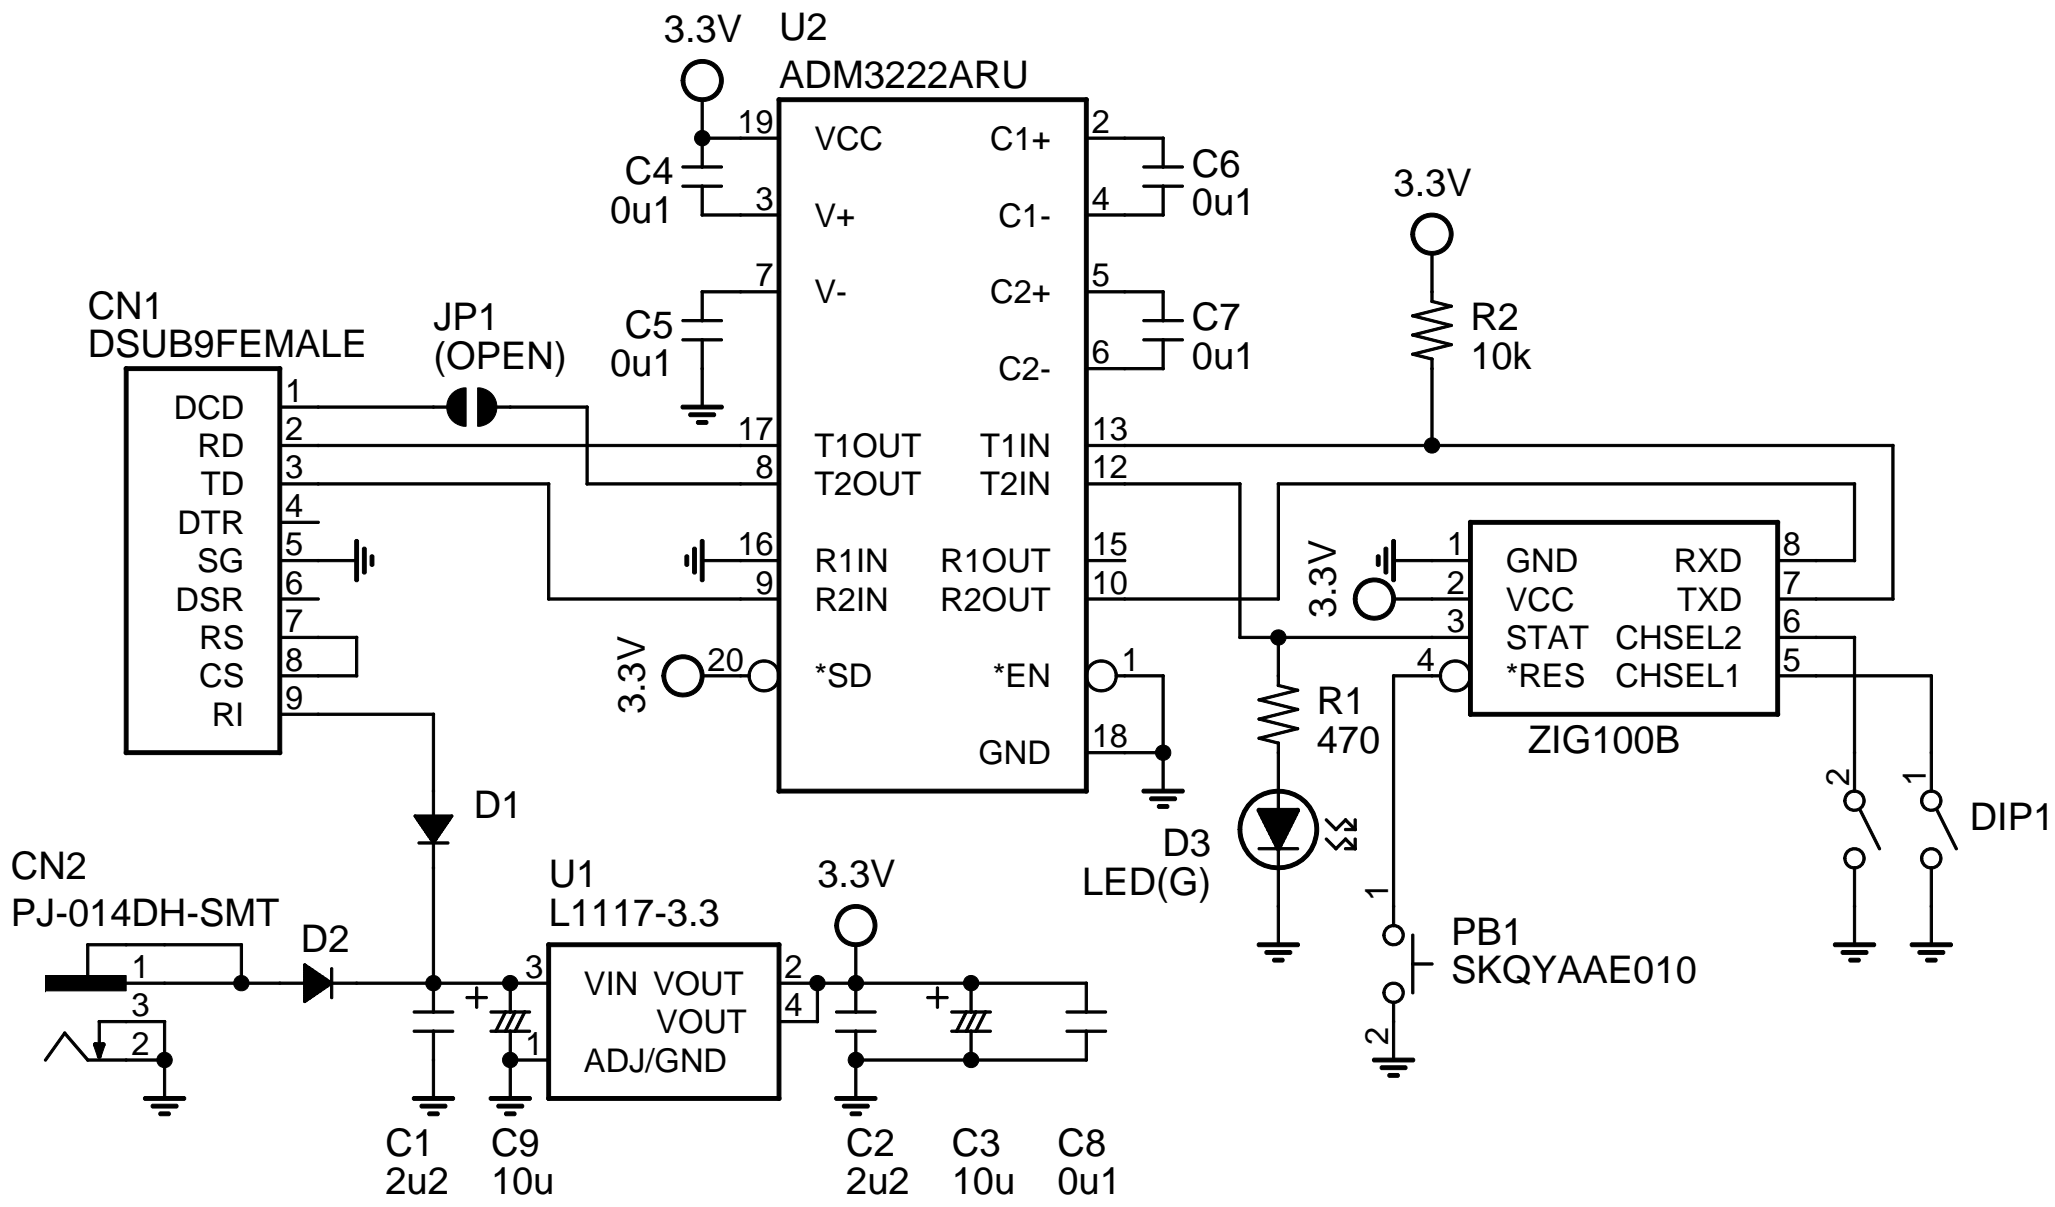 3.3V
U2
ADM3222ARU
19
VCC
C1+
2
C4
0u1
C6
0u1
3
V+
C1-
4
3.3V
7
V-
C2+
5
CN1
DSUB9FEMALE
JP1
(OPEN)
C5
0u1
C7
0u1
R2
10k
C2-
6
DCD
1
RD
2
17
T1OUT
T1IN
13
TD
3
8
T2OUT
T2IN
12
DTR
4
SG
5
16
R1IN
R1OUT
15
3.3V
1
GND
RXD
8
DSR
6
9
R2IN
R2OUT
10
2
VCC
TXD
7
RS
7
3
STAT
CHSEL2
6
CS
8
3.3V
20
*SD
*EN
1
4
*RES
CHSEL1
5
RI
9
R1
470
ZIG100B
GND
18
2
1
D1
DIP1
D3
LED(G)
CN2
PJ-014DH-SMT
U1
L1117-3.3
3.3V
1
PB1
SKQYAAE010
D2
1
+
3
VIN
VOUT
2
+
3
VOUT
4
2
1
ADJ/GND
2
C1
2u2
C9
10u
C2
2u2
C3
10u
C8
0u1